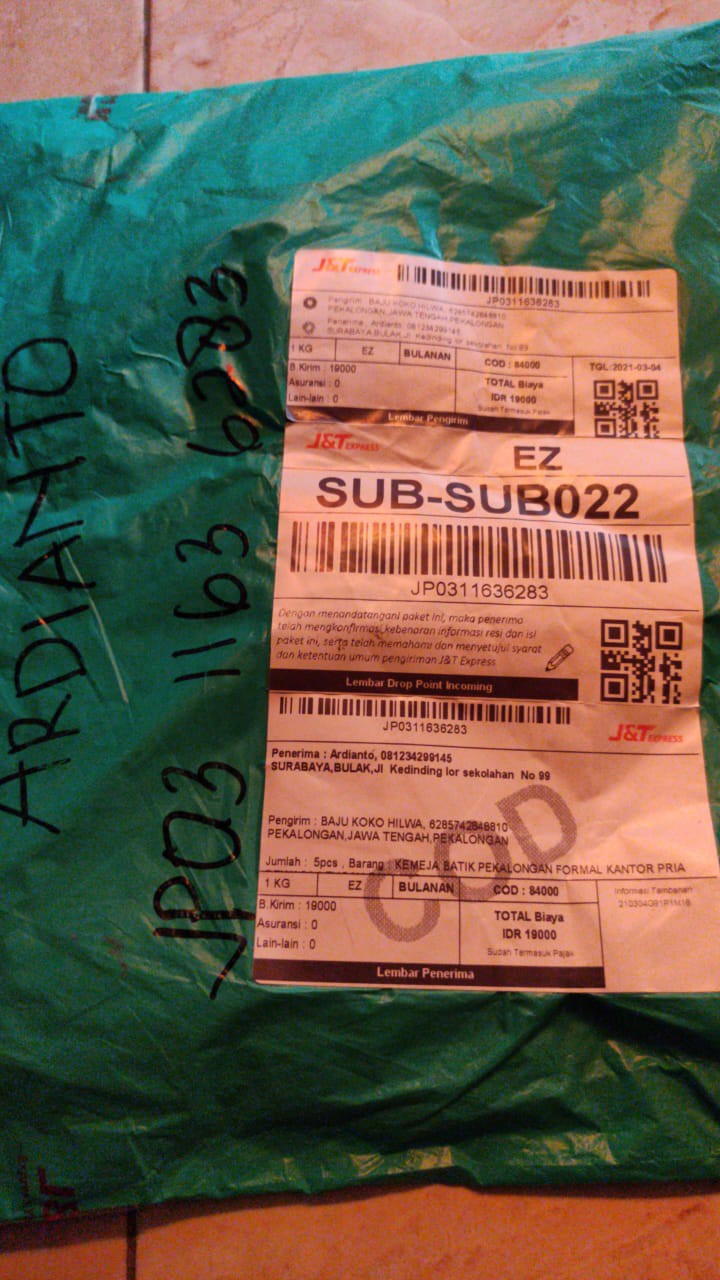 ARDIANTO
JP03 1163 6283
J&T EXPRESS
JP0311636283
Pengirim : BAJU KOKO HILWA, 6285742646810
PEKALONGAN,JAWA TENGAH,PEKALONGAN
Penerima : Ardianto, 081234299145
SURABAYA,BULAK,Jl Kedinding lor sekolahan No 99
1 KG EZ BULANAN COD : 84000 TGL:2021-03-04
B.Kirim : 19000
Asuransi : 0
Lain-lain : 0
TOTAL Biaya
IDR 19000
Sudah Termasuk Pajak
Lembar Pengirim
J&T EXPRESS
EZ
SUB-SUB022
JP0311636283
Dengan menandatangani paket ini, maka penerima
telah mengkonfirmasi kebenaran informasi resi dan isi
paket ini, serta telah memahami dan menyetujui syarat
dan ketentuan umum pengiriman J&T Express
Lembar Drop Point Incoming
JP0311636283
J&T EXPRESS
Penerima : Ardianto, 081234299145
SURABAYA,BULAK,Jl Kedinding lor sekolahan No 99
Pengirim : BAJU KOKO HILWA, 6285742646810
PEKALONGAN,JAWA TENGAH,PEKALONGAN
COD
Jumlah : 5pcs , Barang : KEMEJA BATIK PEKALONGAN FORMAL KANTOR PRIA
1 KG EZ BULANAN COD : 84000
Informasi Tambahan
B.Kirim : 19000
Asuransi : 0
Lain-lain : 0
TOTAL Biaya
IDR 19000
Sudah Termasuk Pajak
Lembar Penerima